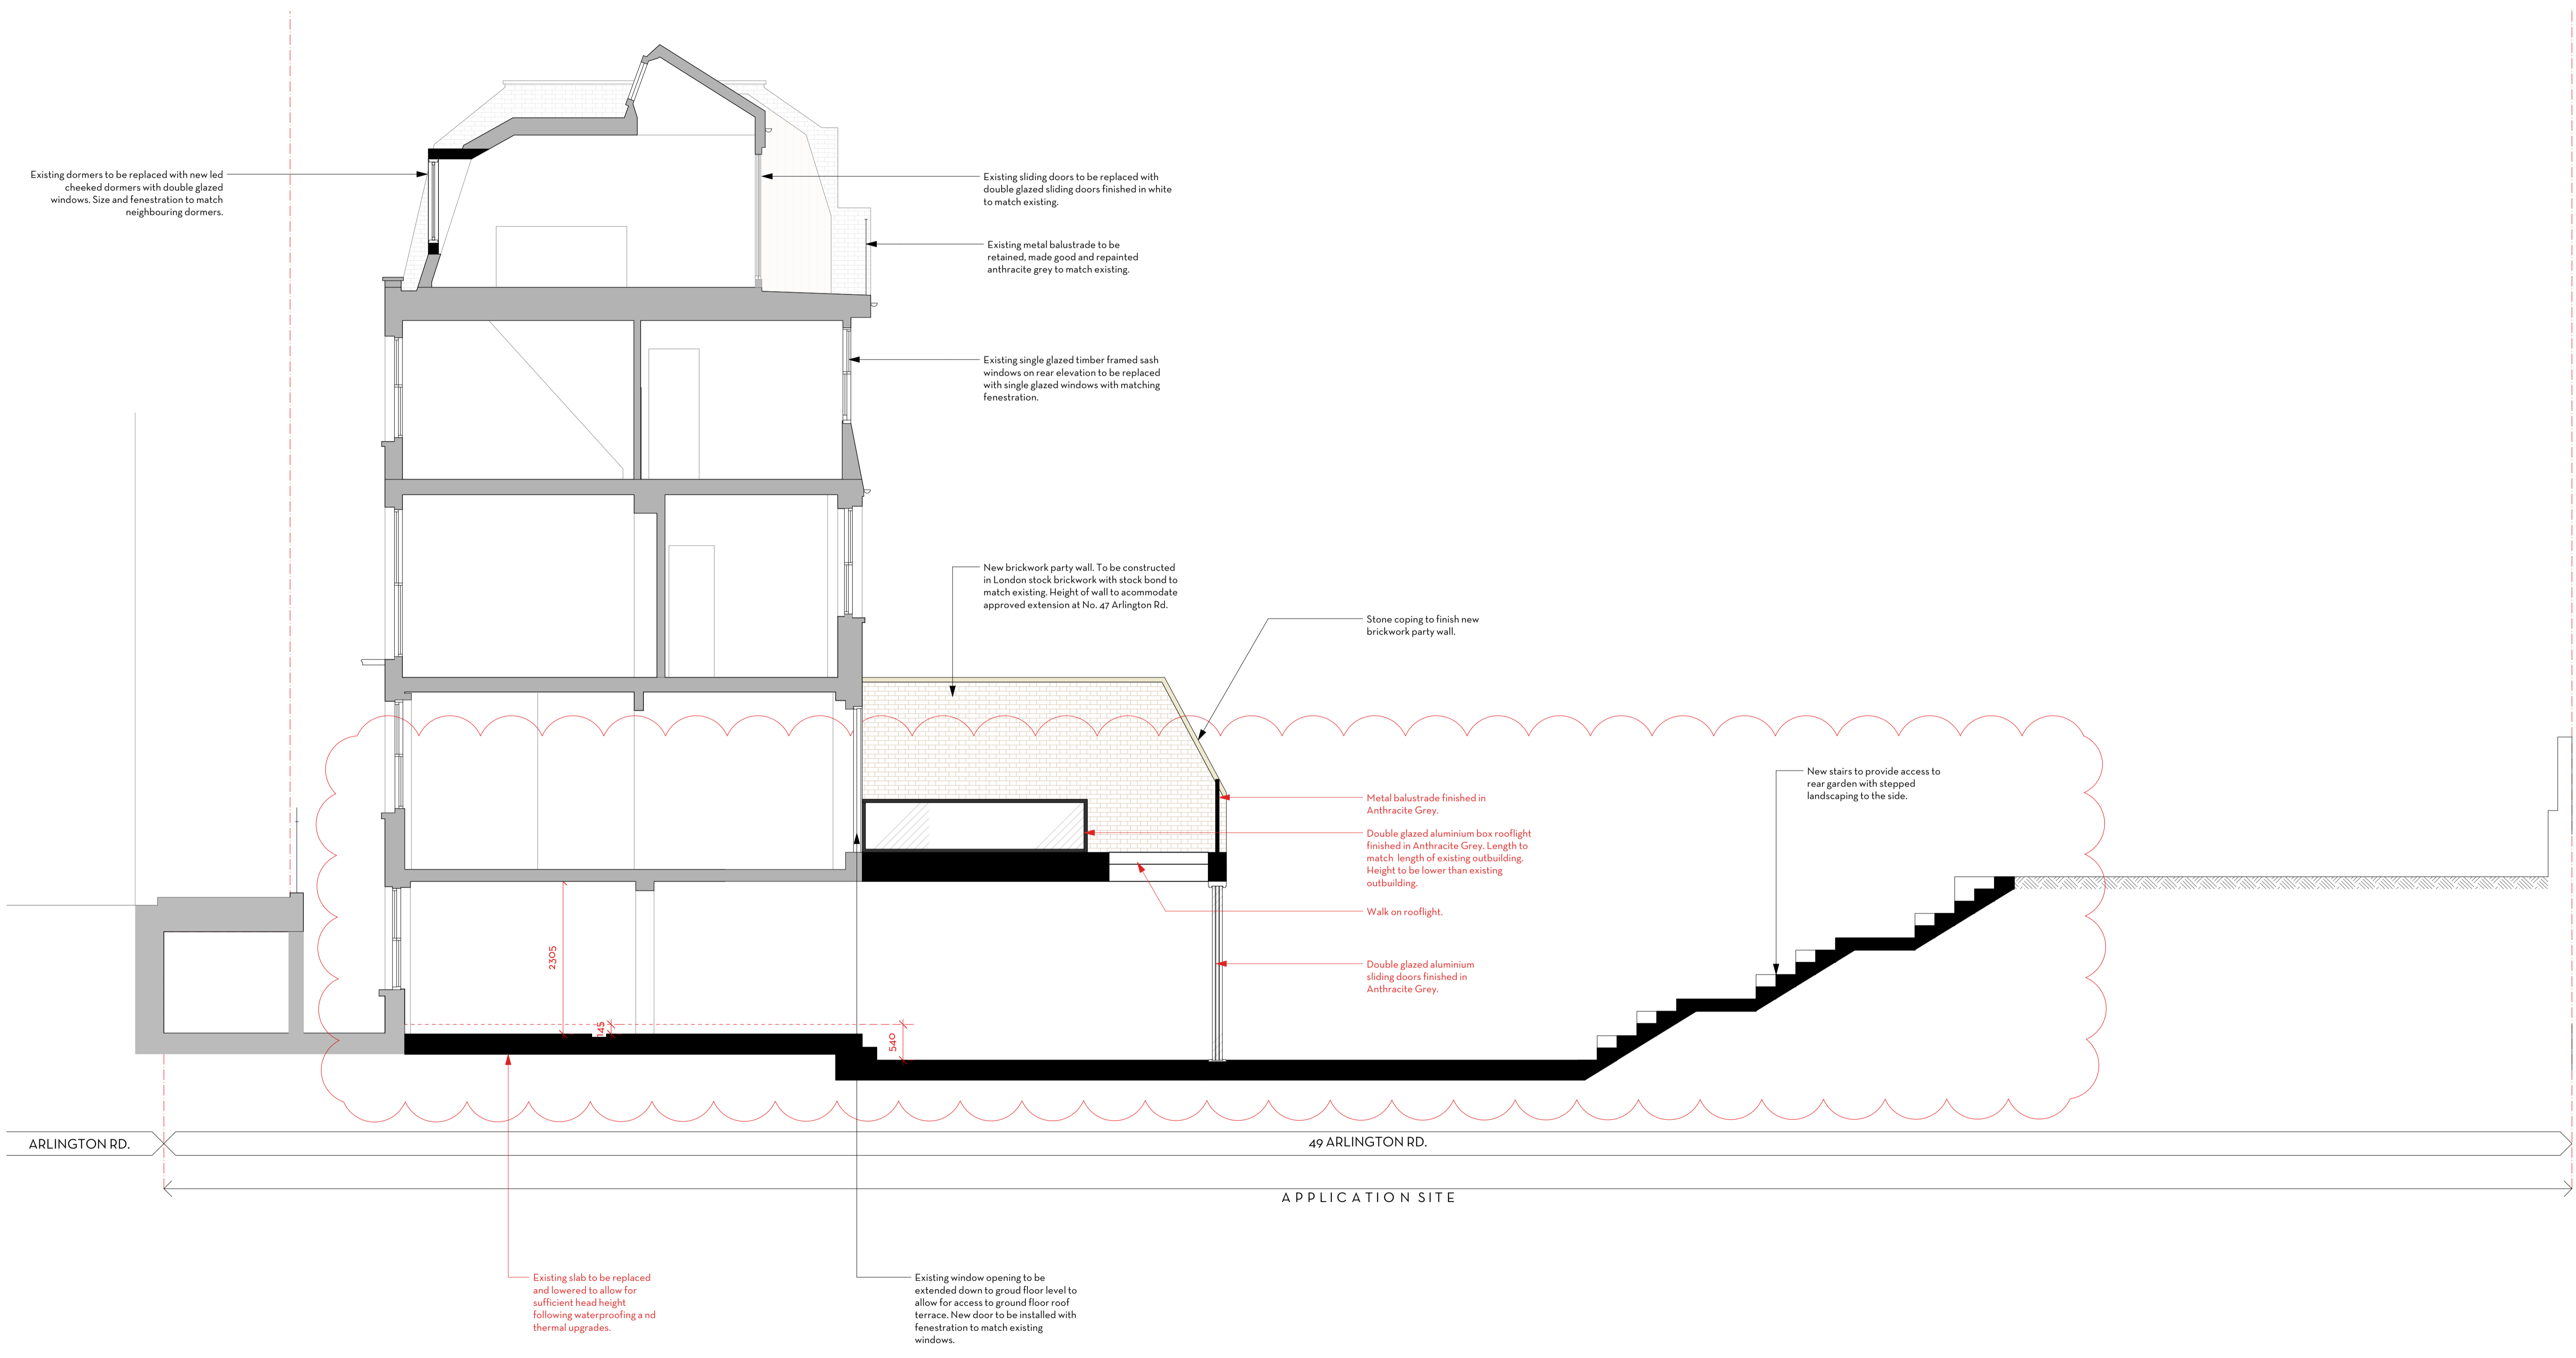 Existing dormers to be replaced with new led
cheeked dormers with double glazed
windows. Size and fenestration to match
neighbouring dormers.
Existing sliding doors to be replaced with
double glazed sliding doors finished in white
to match existing.
Existing metal balustrade to be
retained, made good and repainted
anthracite grey to match existing.
Existing single glazed timber framed sash
windows on rear elevation to be replaced
with single glazed windows with matching
fenestration.
New brickwork party wall. To be constructed
in London stock brickwork with stock bond to
match existing. Height of wall to acommodate
approved extension at No. 47 Arlington Rd.
Stone coping to finish new
brickwork party wall.
New stairs to provide access to
rear garden with stepped
landscaping to the side.
Metal balustrade finished in
Anthracite Grey.
Double glazed aluminium box rooflight
finished in Anthracite Grey. Length to
match length of existing outbuilding.
Height to be lower than existing
outbuilding.
Walk on rooflight.
Double glazed aluminium
sliding doors finished in
Anthracite Grey.
2305
540
ARLINGTON RD.
49 ARLINGTON RD.
APPLICATION SITE
Existing slab to be replaced
and lowered to allow for
sufficient head height
following waterproofing a nd
thermal upgrades.
Existing window opening to be
extended down to groud floor level to
allow for access to ground floor roof
terrace. New door to be installed with
fenestration to match existing
windows.